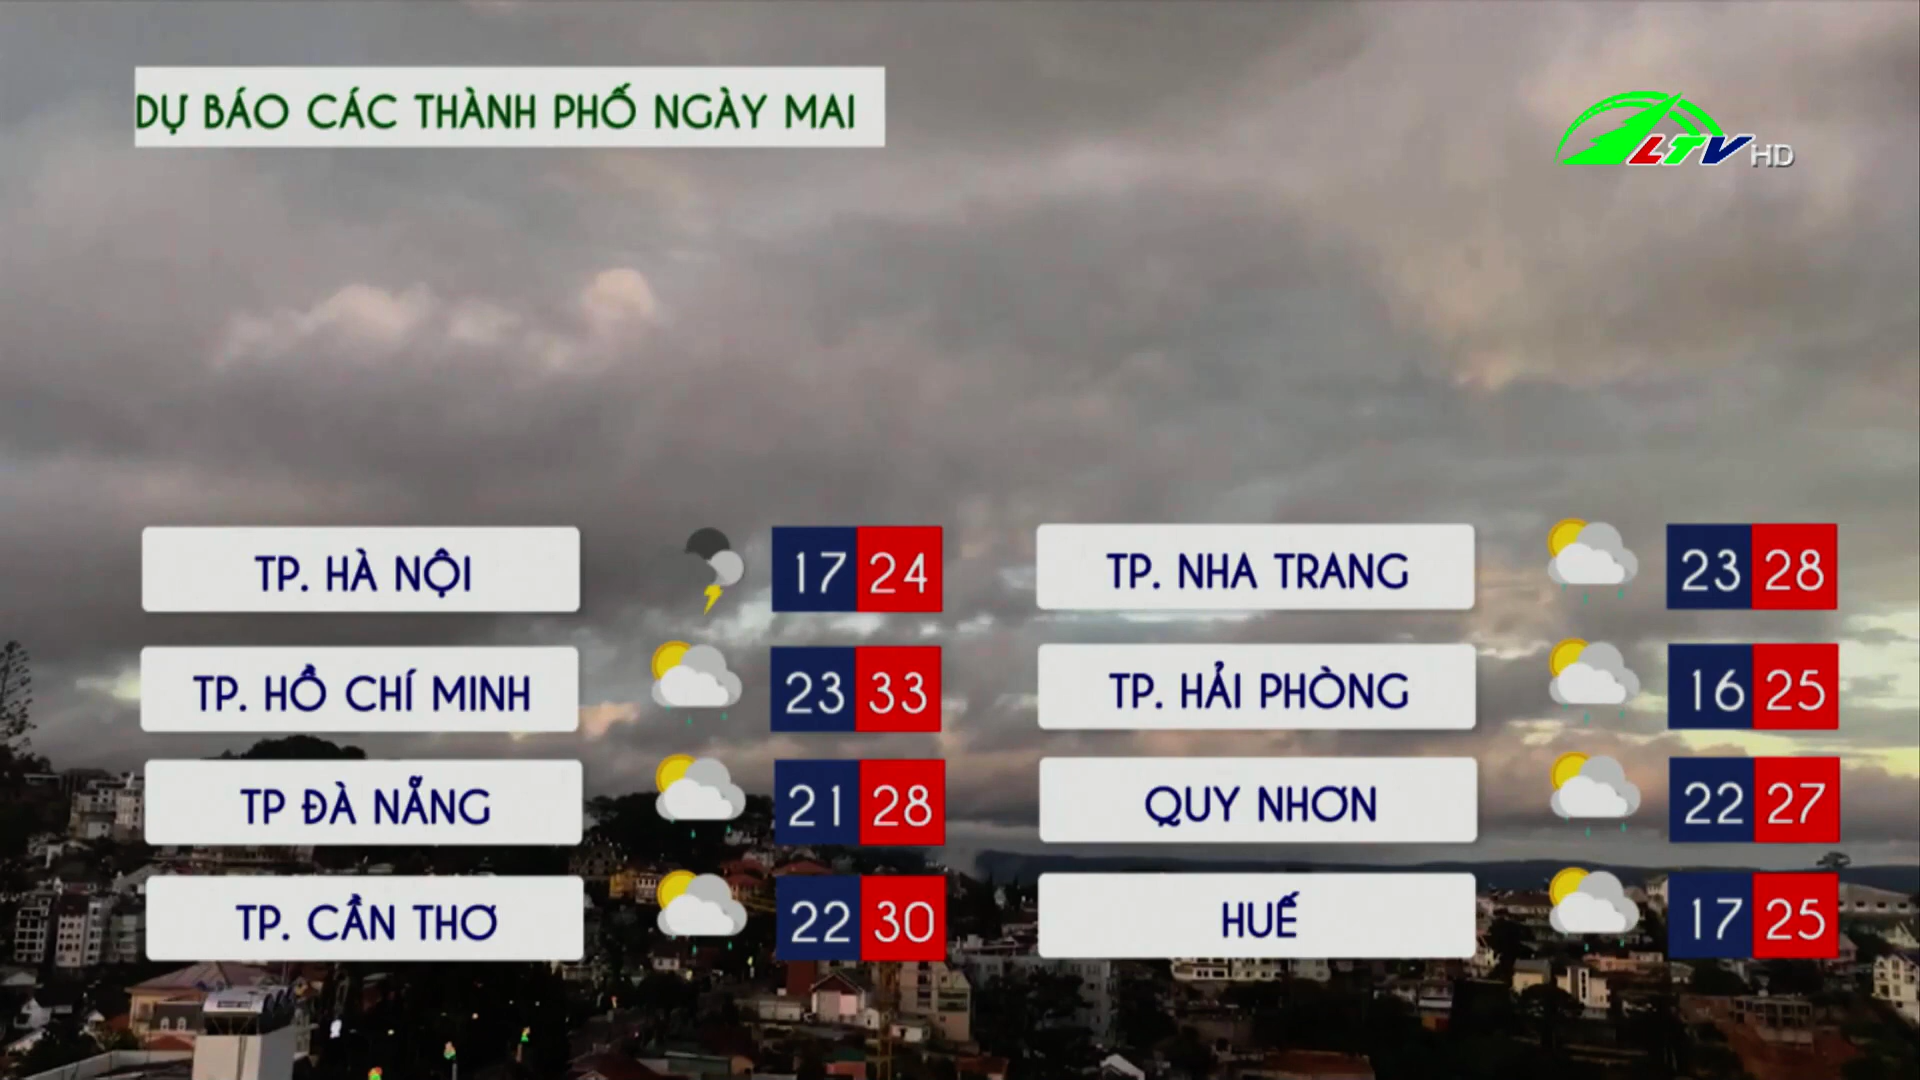 DỰ BÁO CÁC THÀNH PHỐ NGÀY MAI
LTV HD
TP. HÀ NỘI 17 24
TP. HỒ CHÍ MINH 23 33
TP ĐÀ NẴNG 21 28
TP. CẦN THƠ 22 30
TP. NHA TRANG 23 28
TP. HẢI PHÒNG 16 25
QUY NHƠN 22 27
HUẾ 17 25